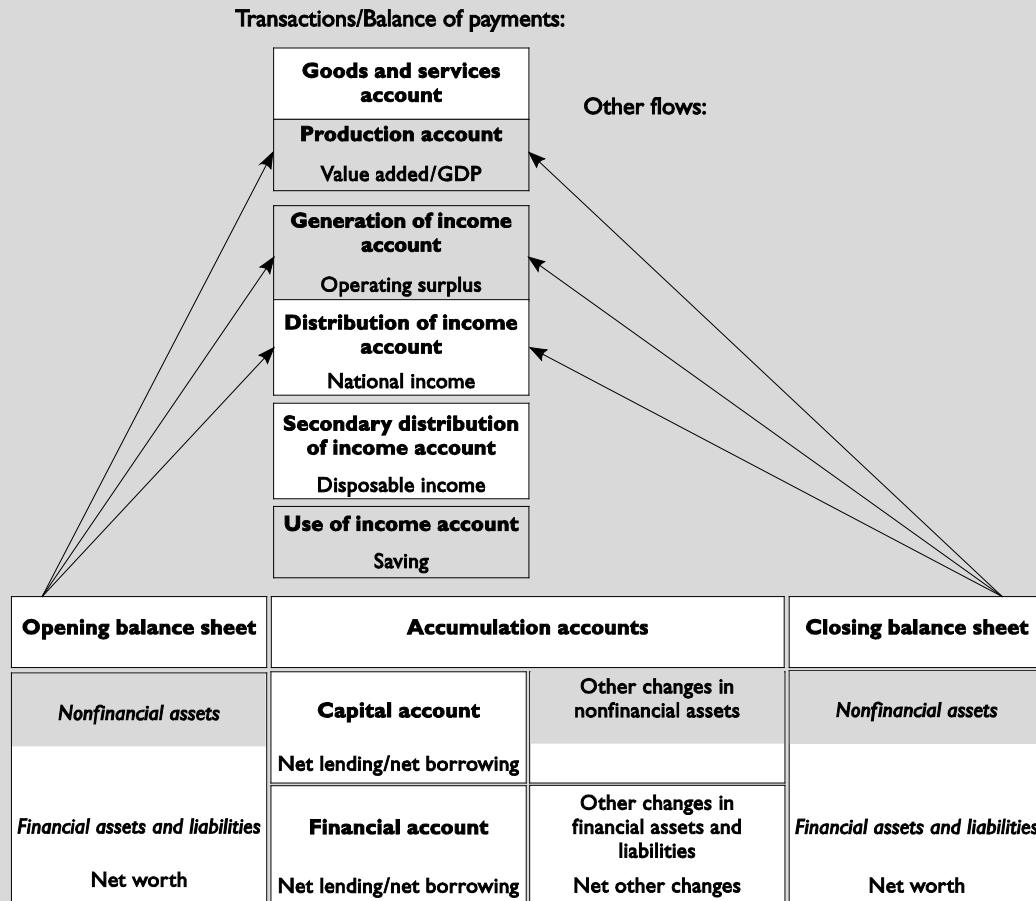 Transactions/Balance of payments:
Goods and services
account
Other flows:
Production account
Value added/GDP
Generation of income
account
Operating surplus
Distribution of income
account
National income
Secondary distribution
of income account
Disposable income
Use of income account
Saving
Opening balance sheet
Accumulation accounts
Closing balance sheet
Nonfinancial assets
Capital account
Net lending/net borrowing
Other changes in
nonfinancial assets
Nonfinancial assets
Financial assets and liabilities
Net worth
Financial account
Net lending/net borrowing
Other changes in
financial assets and
liabilities
Net other changes
Financial assets and liabilities
Net worth